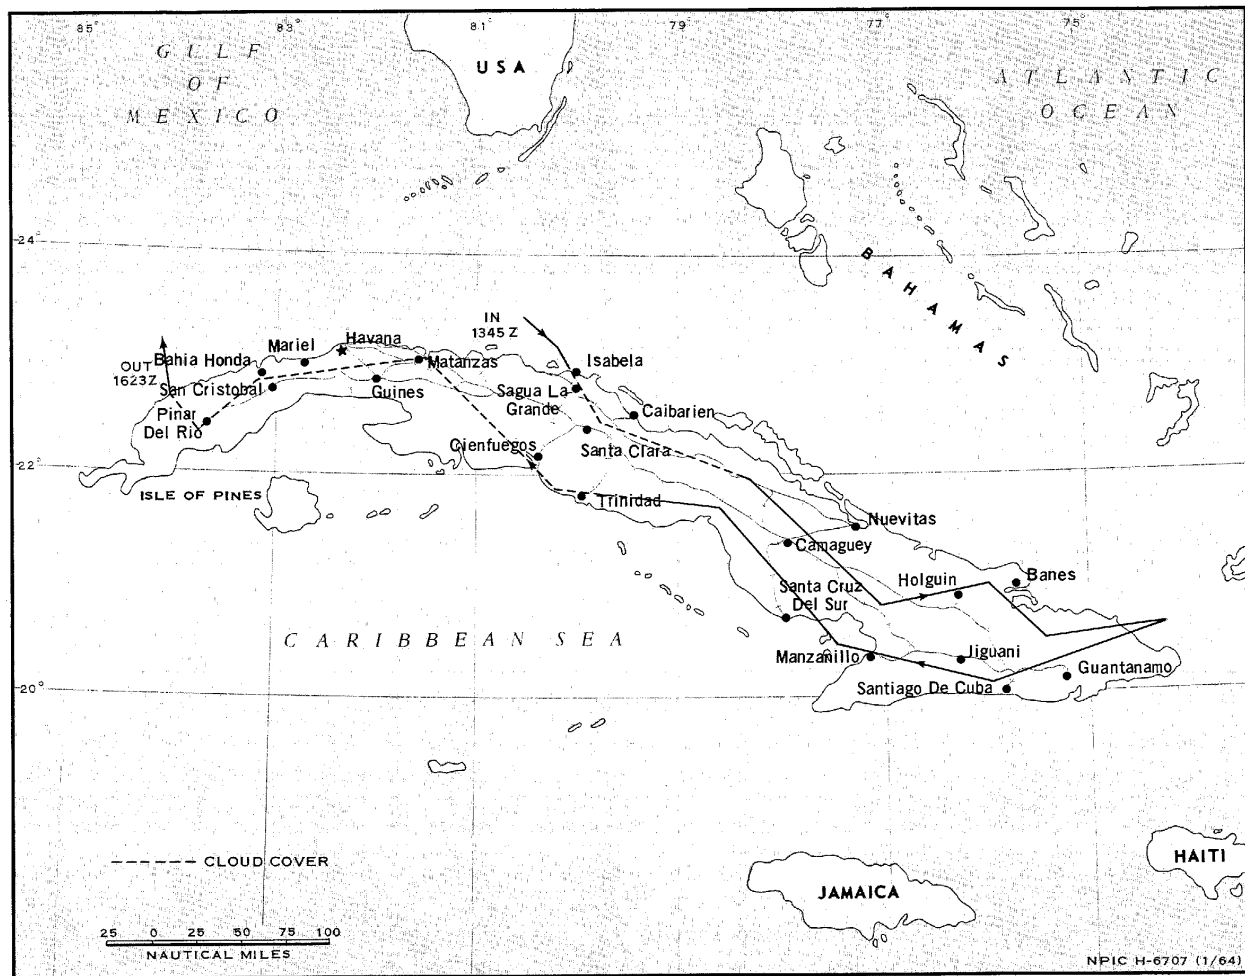 85° 83° 81 79 77 75
GULF
OF
MEXICO
USA
ATLANTIC
OCEAN
24°
BAHAMAS
IN
1345 Z
OUT
1623Z
Bahia Honda
Mariel
Havana
Matanzas
Isabela
San Cristobal
Guines
Sagua La
Grande
Caibarien
Pinar
Del Rio
Cienfuegos
Santa Clara
22°
ISLE OF PINES
Trinidad
Nuevitas
Camaguey
Holguin
Banes
Santa Cruz
Del Sur
CARIBBEAN SEA
Manzanillo
Jiguani
Guantanamo
20°
Santiago De Cuba
CLOUD COVER
HAITI
JAMAICA
25 0 25 50 75 100
NAUTICAL MILES
NPIC H-6707 (1/64)